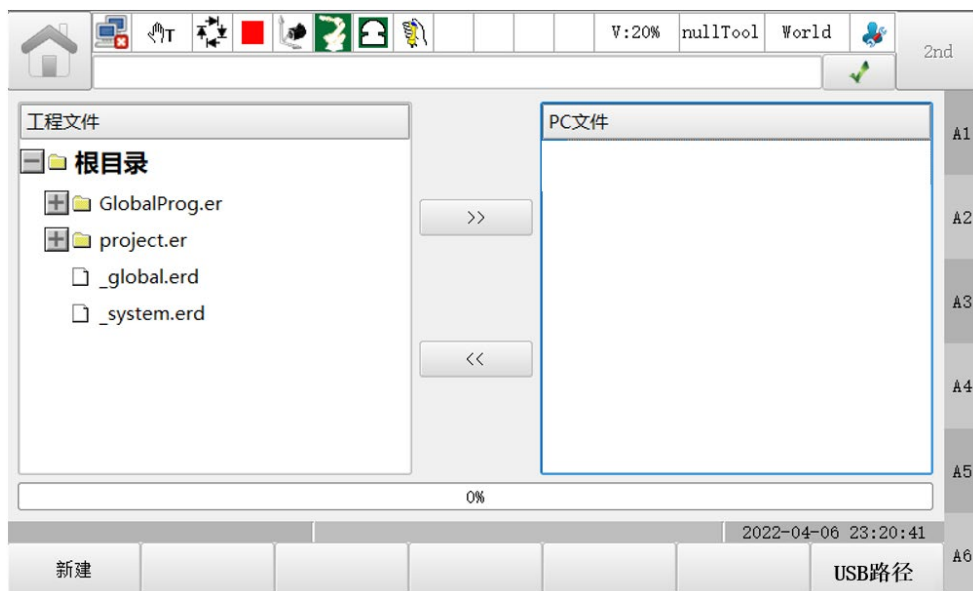 T
V:20%
nullTool
World
2nd
工程文件
PC文件
根目录
GlobalProg.er
project.er
_global.erd
_system.erd
>>
<<
A1
A2
A3
A4
A5
A6
0%
2022-04-06 23:20:41
新建
USB路径